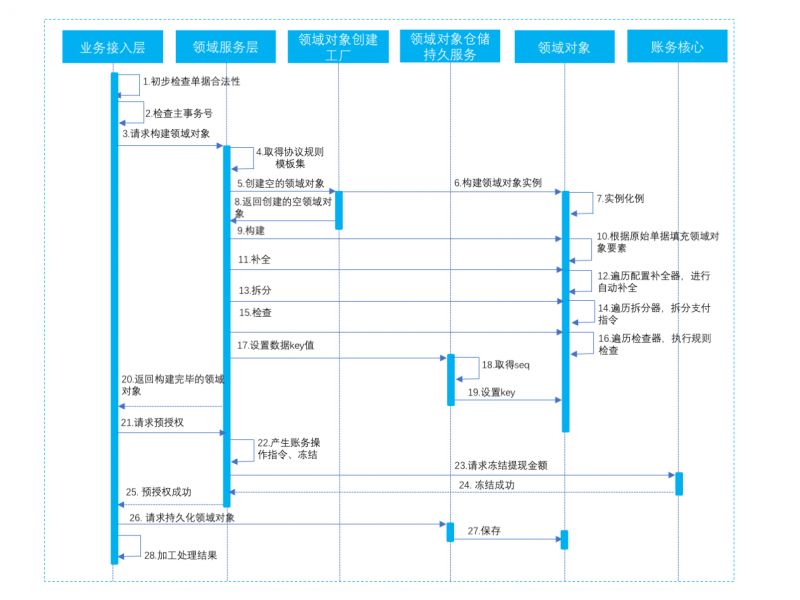 业务接入层
领域服务层
领域对象创建
工厂
领域对象仓储
持久服务
领域对象
账务核心
1.初步检查单据合法性
2.检查主事务号
3.请求构建领域对象
4.取得协议规则
模板集
5.创建空的领域对象
6.构建领域对象实例
7.实例化例
8.返回创建的空领域对
象
9.构建
10.根据原始单据填充领域对
象要素
11.补全
12.遍历配置补全器，进行
自动补全
13.拆分
14.遍历拆分器，拆分支付
指令
15.检查
16.遍历检查器，执行规则
检查
17.设置数据key值
18.取得seq
19.设置key
20.返回构建完毕的领域
对象
21.请求预授权
22.产生账务操
作指令、冻结
23.请求冻结提现金额
24. 冻结成功
25. 预授权成功
26. 请求持久化领域对象
27.保存
28.加工处理结果